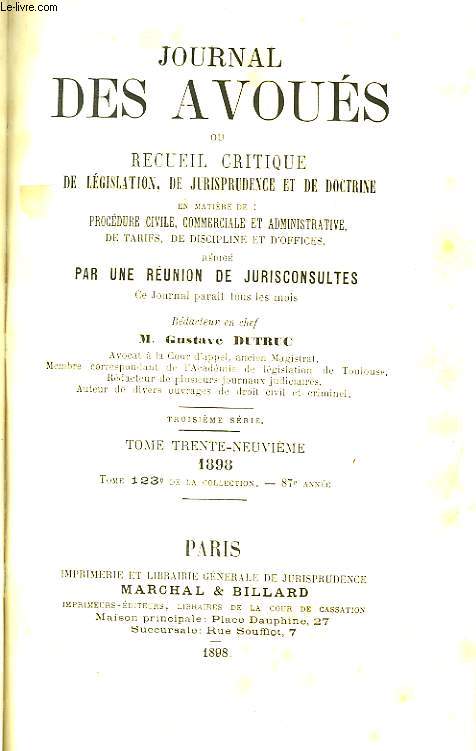 Le-livre.com
JOURNAL
DES AVOUÉS
OU
RECUEIL CRITIQUE
DE LÉGISLATION, DE JURISPRUDENCE ET DE DOCTRINE
EN MATIÈRE DE :
PROCÉDURE CIVILE, COMMERCIALE ET ADMINISTRATIVE,
DE TARIFS, DE DISCIPLINE ET D'OFFICES,
RÉDIGÉ
PAR UNE RÉUNION DE JURISCONSULTES
Ce Journal parait tous les mois
Rédacteur en chef
M. Gustave DUTRUC
Avocat à la Cour d'appel, ancien Magistrat,
Membre correspondant de l'Académie de législation de Toulouse,
Rédacteur de plusieurs journaux judiciaires,
Auteur de divers ouvrages de droit civil et criminel.
TROISIÈME SÉRIE.
TOME TRENTE-NEUVIÈME
1898
TOME 123e DE LA COLLECTION. — 87e ANNÉE
PARIS
IMPRIMERIE ET LIBRAIRIE GÉNÉRALE DE JURISPRUDENCE
MARCHAL & BILLARD
IMPRIMEURS-ÉDITEURS, LIBRAIRES DE LA COUR DE CASSATION
Maison principale: Place Dauphine, 27
Succursale: Rue Soufflot, 7
1898